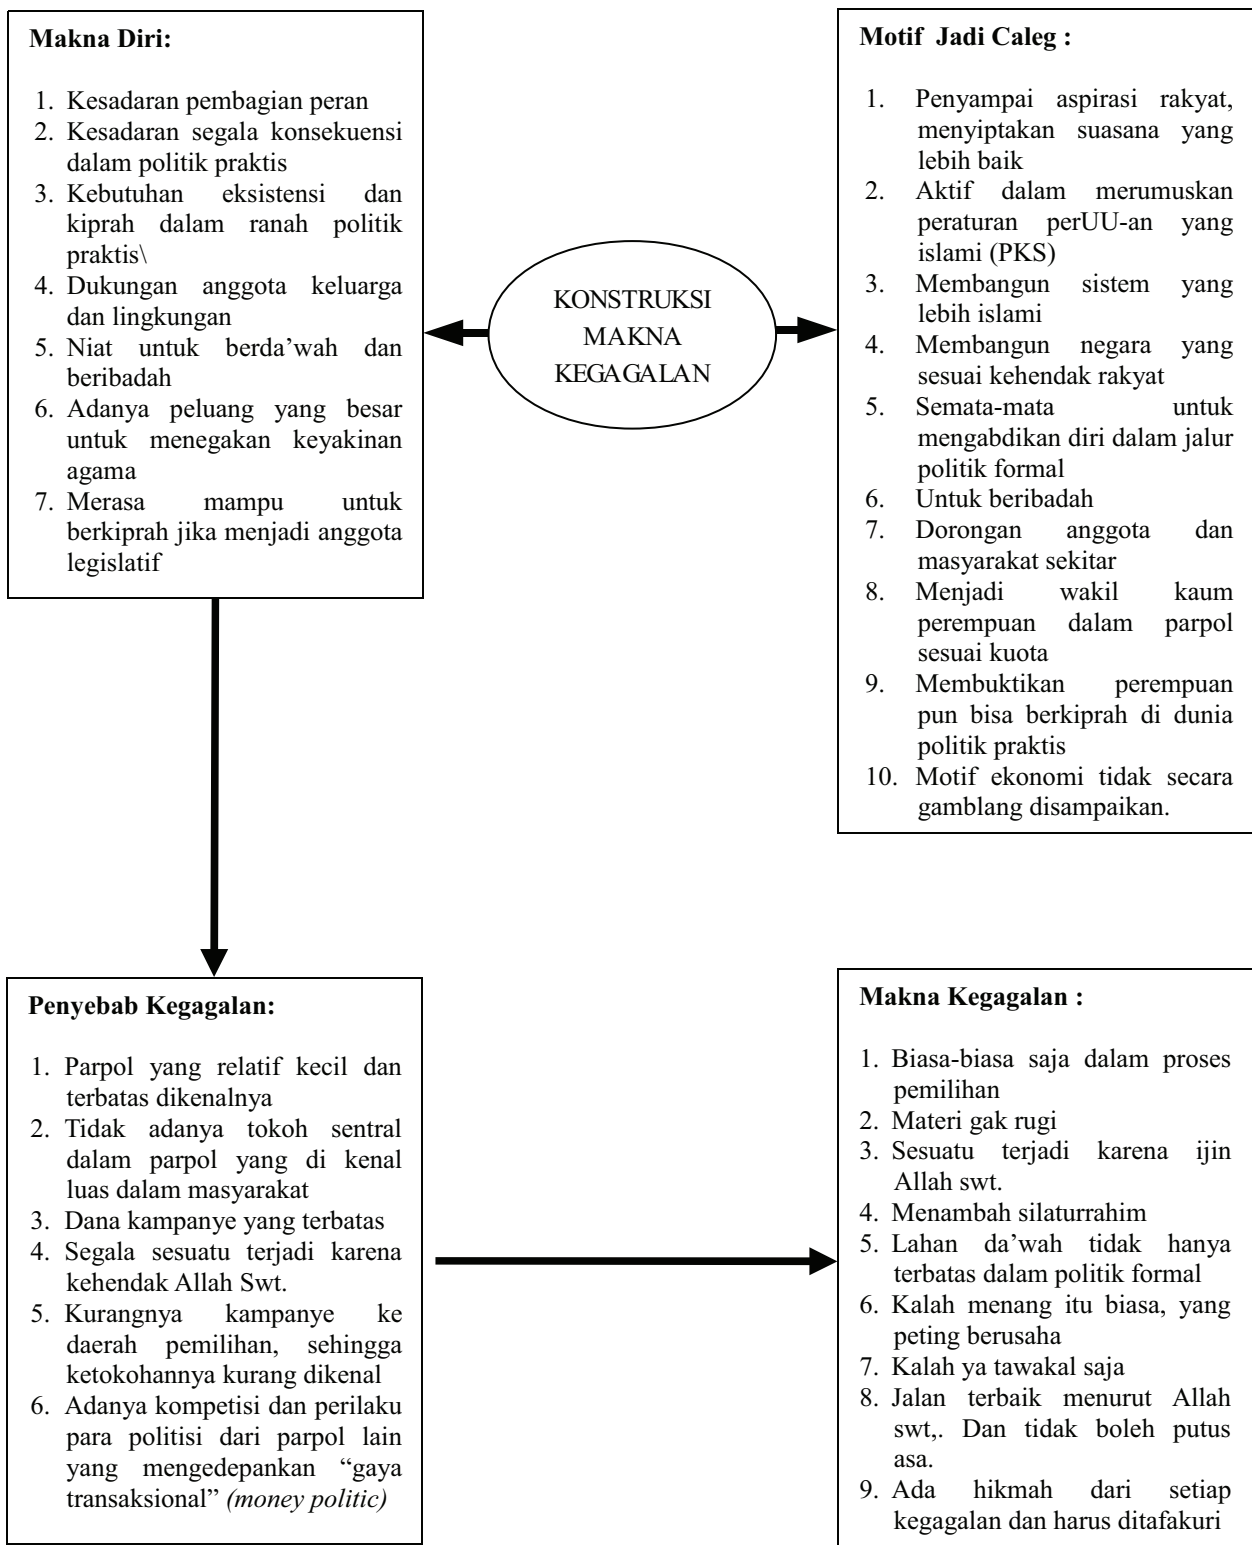 Makna Diri:
1. Kesadaran pembagian peran
2. Kesadaran segala konsekuensi
dalam politik praktis
3. Kebutuhan eksistensi dan
kiprah dalam ranah politik
praktis\
4. Dukungan anggota keluarga
dan lingkungan
5. Niat untuk berda’wah dan
beribadah
6. Adanya peluang yang besar
untuk menegakan keyakinan
agama
7. Merasa mampu untuk
berkiprah jika menjadi anggota
legislatif
KONSTRUKSI
MAKNA
KEGAGALAN
Motif Jadi Caleg :
1. Penyampai aspirasi rakyat,
menyiptakan suasana yang
lebih baik
2. Aktif dalam merumuskan
peraturan perUU-an yang
islami (PKS)
3. Membangun sistem yang
lebih islami
4. Membangun negara yang
sesuai kehendak rakyat
5. Semata-mata untuk
mengabdikan diri dalam jalur
politik formal
6. Untuk beribadah
7. Dorongan anggota dan
masyarakat sekitar
8. Menjadi wakil kaum
perempuan dalam parpol
sesuai kuota
9. Membuktikan perempuan
pun bisa berkiprah di dunia
politik praktis
10. Motif ekonomi tidak secara
gamblang disampaikan.
Penyebab Kegagalan:
1. Parpol yang relatif kecil dan
terbatas dikenalnya
2. Tidak adanya tokoh sentral
dalam parpol yang di kenal
luas dalam masyarakat
3. Dana kampanye yang terbatas
4. Segala sesuatu terjadi karena
kehendak Allah Swt.
5. Kurangnya kampanye ke
daerah pemilihan, sehingga
ketokohannya kurang dikenal
6. Adanya kompetisi dan perilaku
para politisi dari parpol lain
yang mengedepankan “gaya
transaksional” (money politic)
Makna Kegagalan :
1. Biasa-biasa saja dalam proses
pemilihan
2. Materi gak rugi
3. Sesuatu terjadi karena ijin
Allah swt.
4. Menambah silaturrahim
5. Lahan da’wah tidak hanya
terbatas dalam politik formal
6. Kalah menang itu biasa, yang
peting berusaha
7. Kalah ya tawakal saja
8. Jalan terbaik menurut Allah
swt,. Dan tidak boleh putus
asa.
9. Ada hikmah dari setiap
kegagalan dan harus ditafakuri